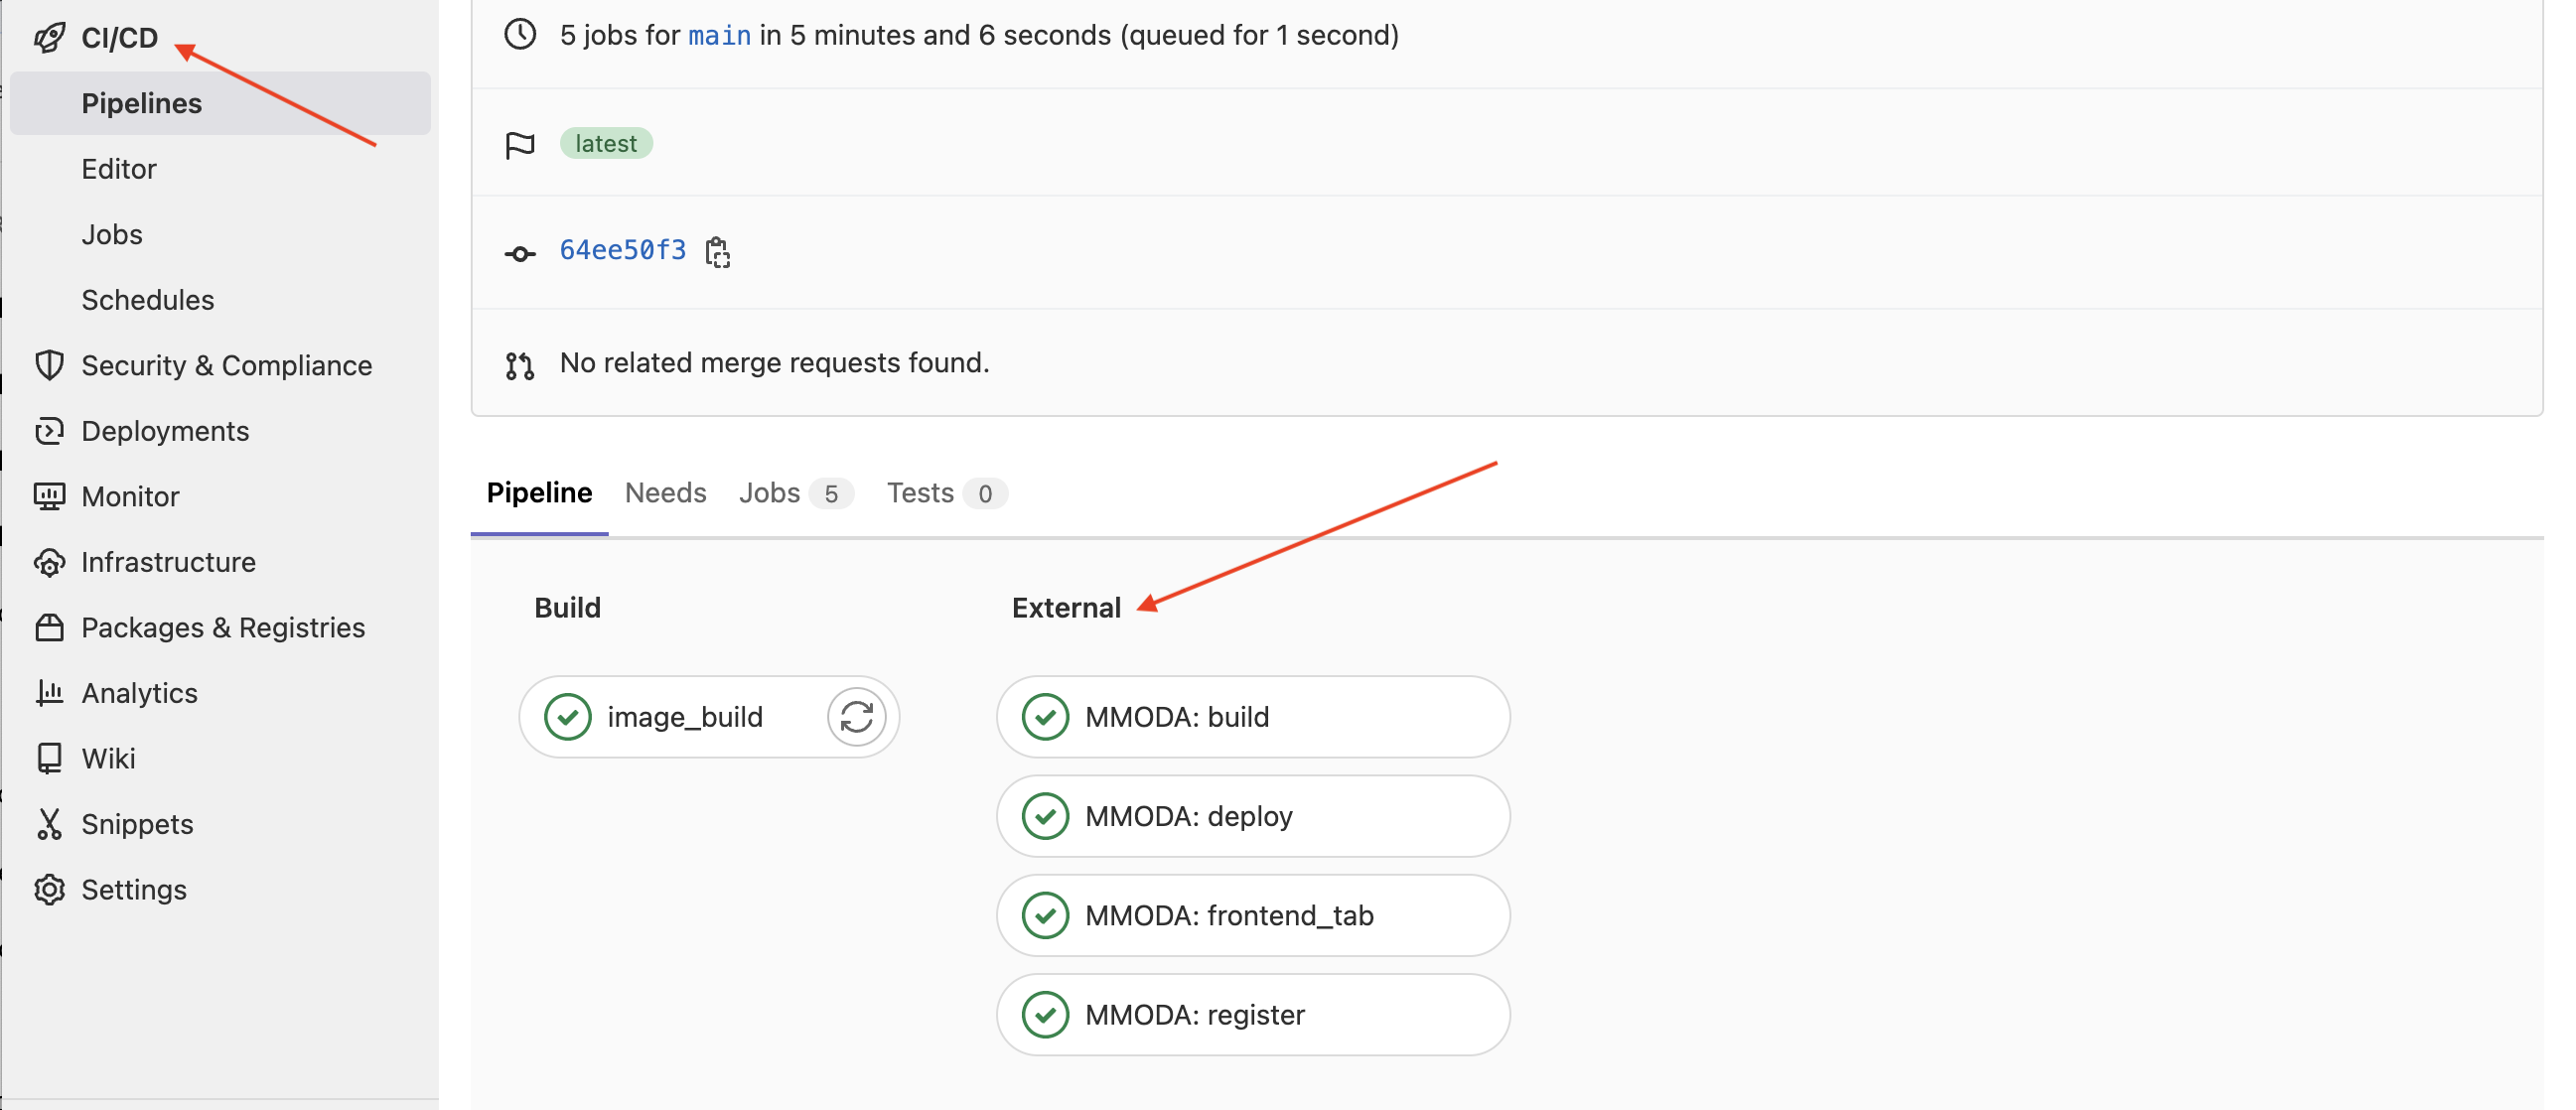 CI/CD
Pipelines
Editor
Jobs
Schedules
Security & Compliance
Deployments
Monitor
Infrastructure
Packages & Registries
Analytics
Wiki
Snippets
Settings
5 jobs for main in 5 minutes and 6 seconds (queued for 1 second)
latest
64ee50f3
No related merge requests found.
Pipeline Needs Jobs 5 Tests 0
Build
image_build
External
MMODA: build
MMODA: deploy
MMODA: frontend_tab
MMODA: register